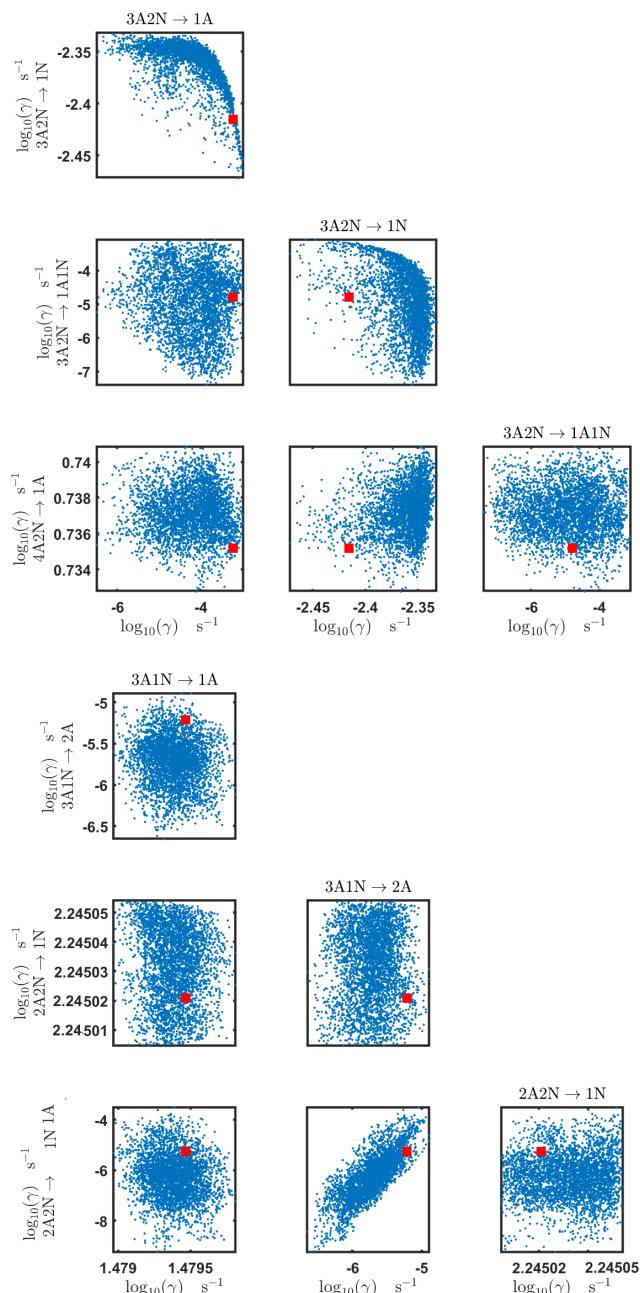 3A2N → 1A
log₁₀(γ) s⁻¹
3A2N → 1N
-2.35
-2.4
-2.45
3A2N → 1N
log₁₀(γ) s⁻¹
3A2N → 1A1N
-4
-5
-6
-7
3A2N → 1A1N
log₁₀(γ) s⁻¹
4A2N → 1A
0.74
0.738
0.736
0.734
-6 -4
-2.45 -2.4 -2.35
-6 -4
log₁₀(γ) s⁻¹
log₁₀(γ) s⁻¹
log₁₀(γ) s⁻¹
3A1N → 1A
log₁₀(γ) s⁻¹
3A1N → 2A
-5
-5.5
-6
-6.5
3A1N → 2A
log₁₀(γ) s⁻¹
2A2N → 1N
2.24505
2.24504
2.24503
2.24502
2.24501
2A2N → 1N
log₁₀(γ) s⁻¹
2A2N → 1N 1A
-4
-6
-8
1.479 1.4795
-6 -5
2.24502 2.24505
log₁₀(γ) s⁻¹
log₁₀(γ) s⁻¹
log₁₀(γ) s⁻¹